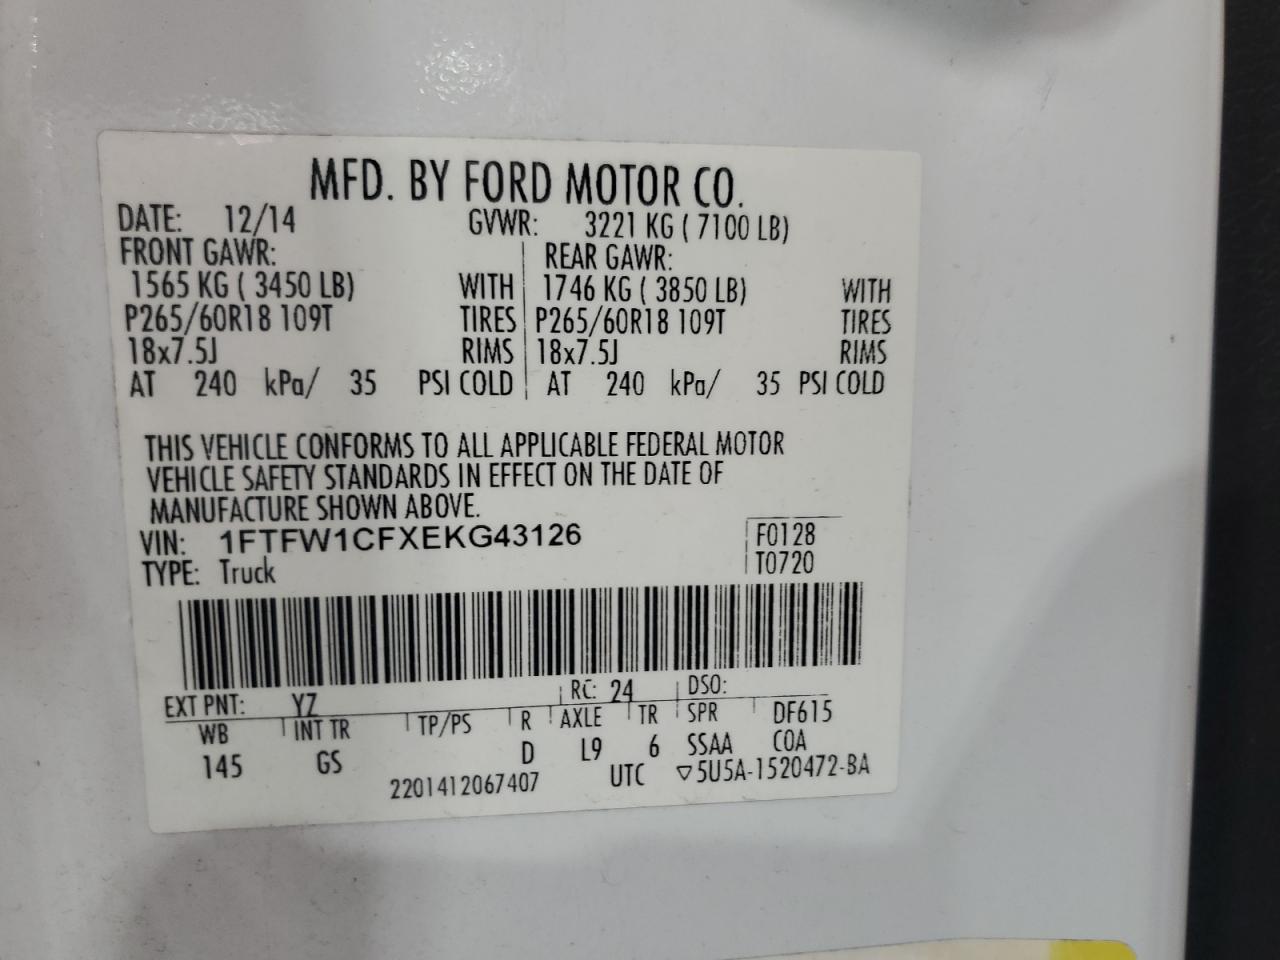 MFD. BY FORD MOTOR CO.
DATE: 12/14 GVWR: 3221 KG ( 7100 LB)
FRONT GAWR: REAR GAWR:
1565 KG ( 3450 LB) WITH 1746 KG ( 3850 LB) WITH
P265/60R18 109T TIRES P265/60R18 109T TIRES
18x7.5J RIMS 18x7.5J RIMS
AT 240 kPa/ 35 PSI COLD AT 240 kPa/ 35 PSI COLD
THIS VEHICLE CONFORMS TO ALL APPLICABLE FEDERAL MOTOR
VEHICLE SAFETY STANDARDS IN EFFECT ON THE DATE OF
MANUFACTURE SHOWN ABOVE.
VIN: 1FTFW1CFXEKG43126 F0128
TYPE: Truck T0720
EXT PNT: YZ RC: 24 DSO:
WB INT TR TP/PS R AXLE TR SPR DF615
145 GS D L9 6 SSAA COA
2201412067407 UTC ▽5U5A-1520472-BA